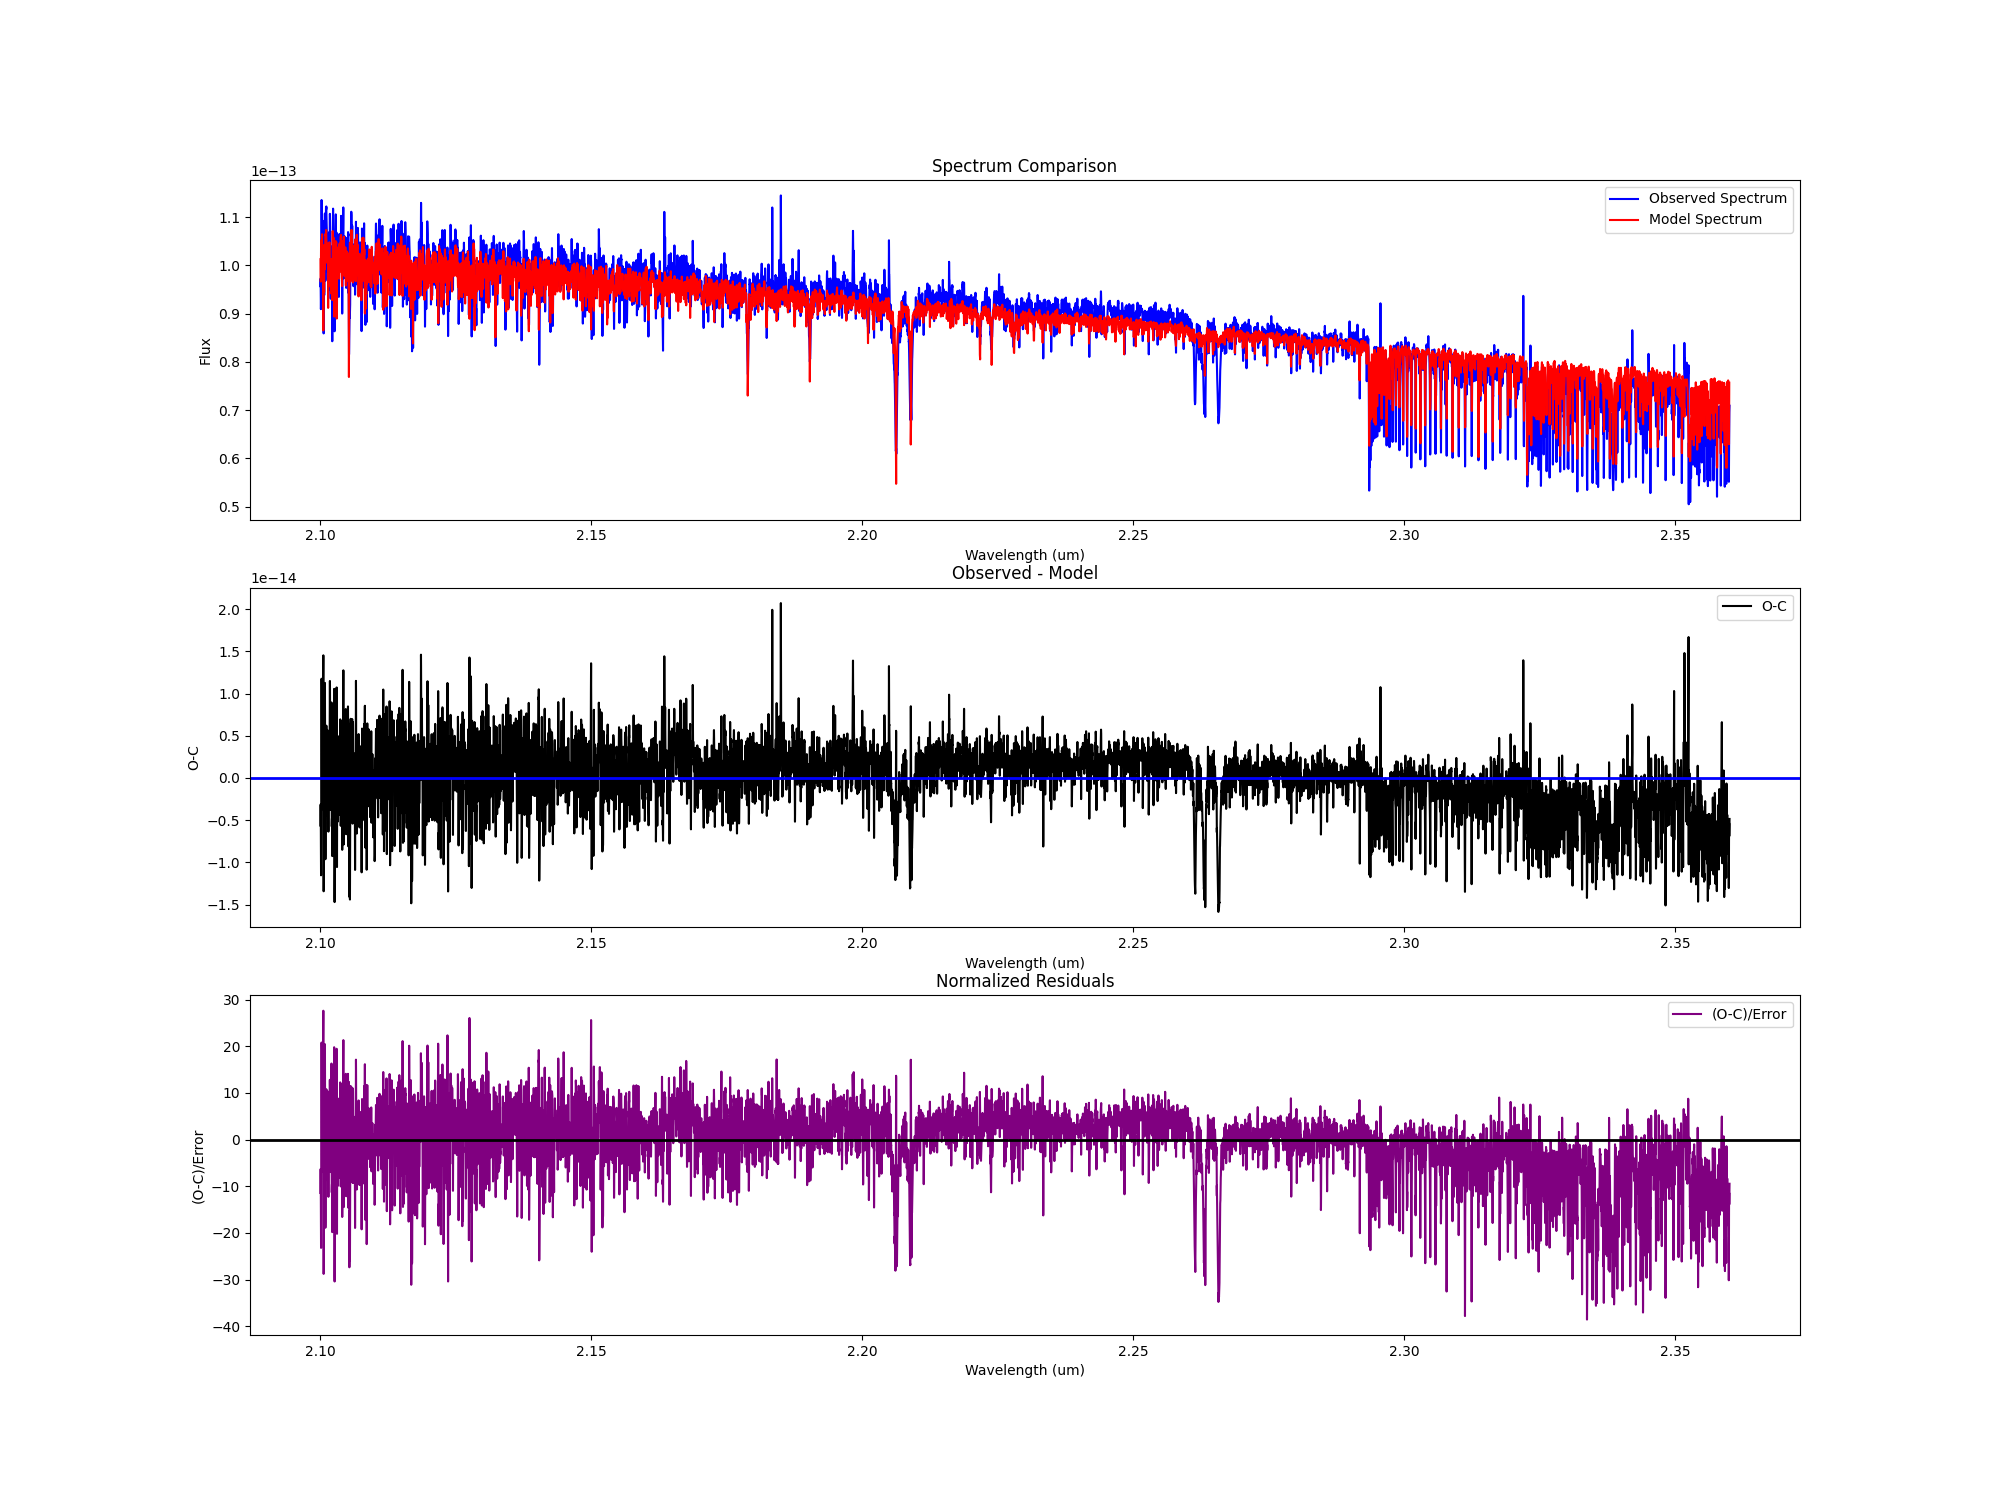 Spectrum Comparison
1e−13
Observed Spectrum
Model Spectrum
Flux
1.1
1.0
0.9
0.8
0.7
0.6
0.5
2.10 2.15 2.20 2.25 2.30 2.35
Wavelength (um)
Observed - Model
1e−14
O-C
O-C
2.0
1.5
1.0
0.5
0.0
−0.5
−1.0
−1.5
2.10 2.15 2.20 2.25 2.30 2.35
Wavelength (um)
Normalized Residuals
(O-C)/Error
(O-C)/Error
30
20
10
0
−10
−20
−30
−40
2.10 2.15 2.20 2.25 2.30 2.35
Wavelength (um)